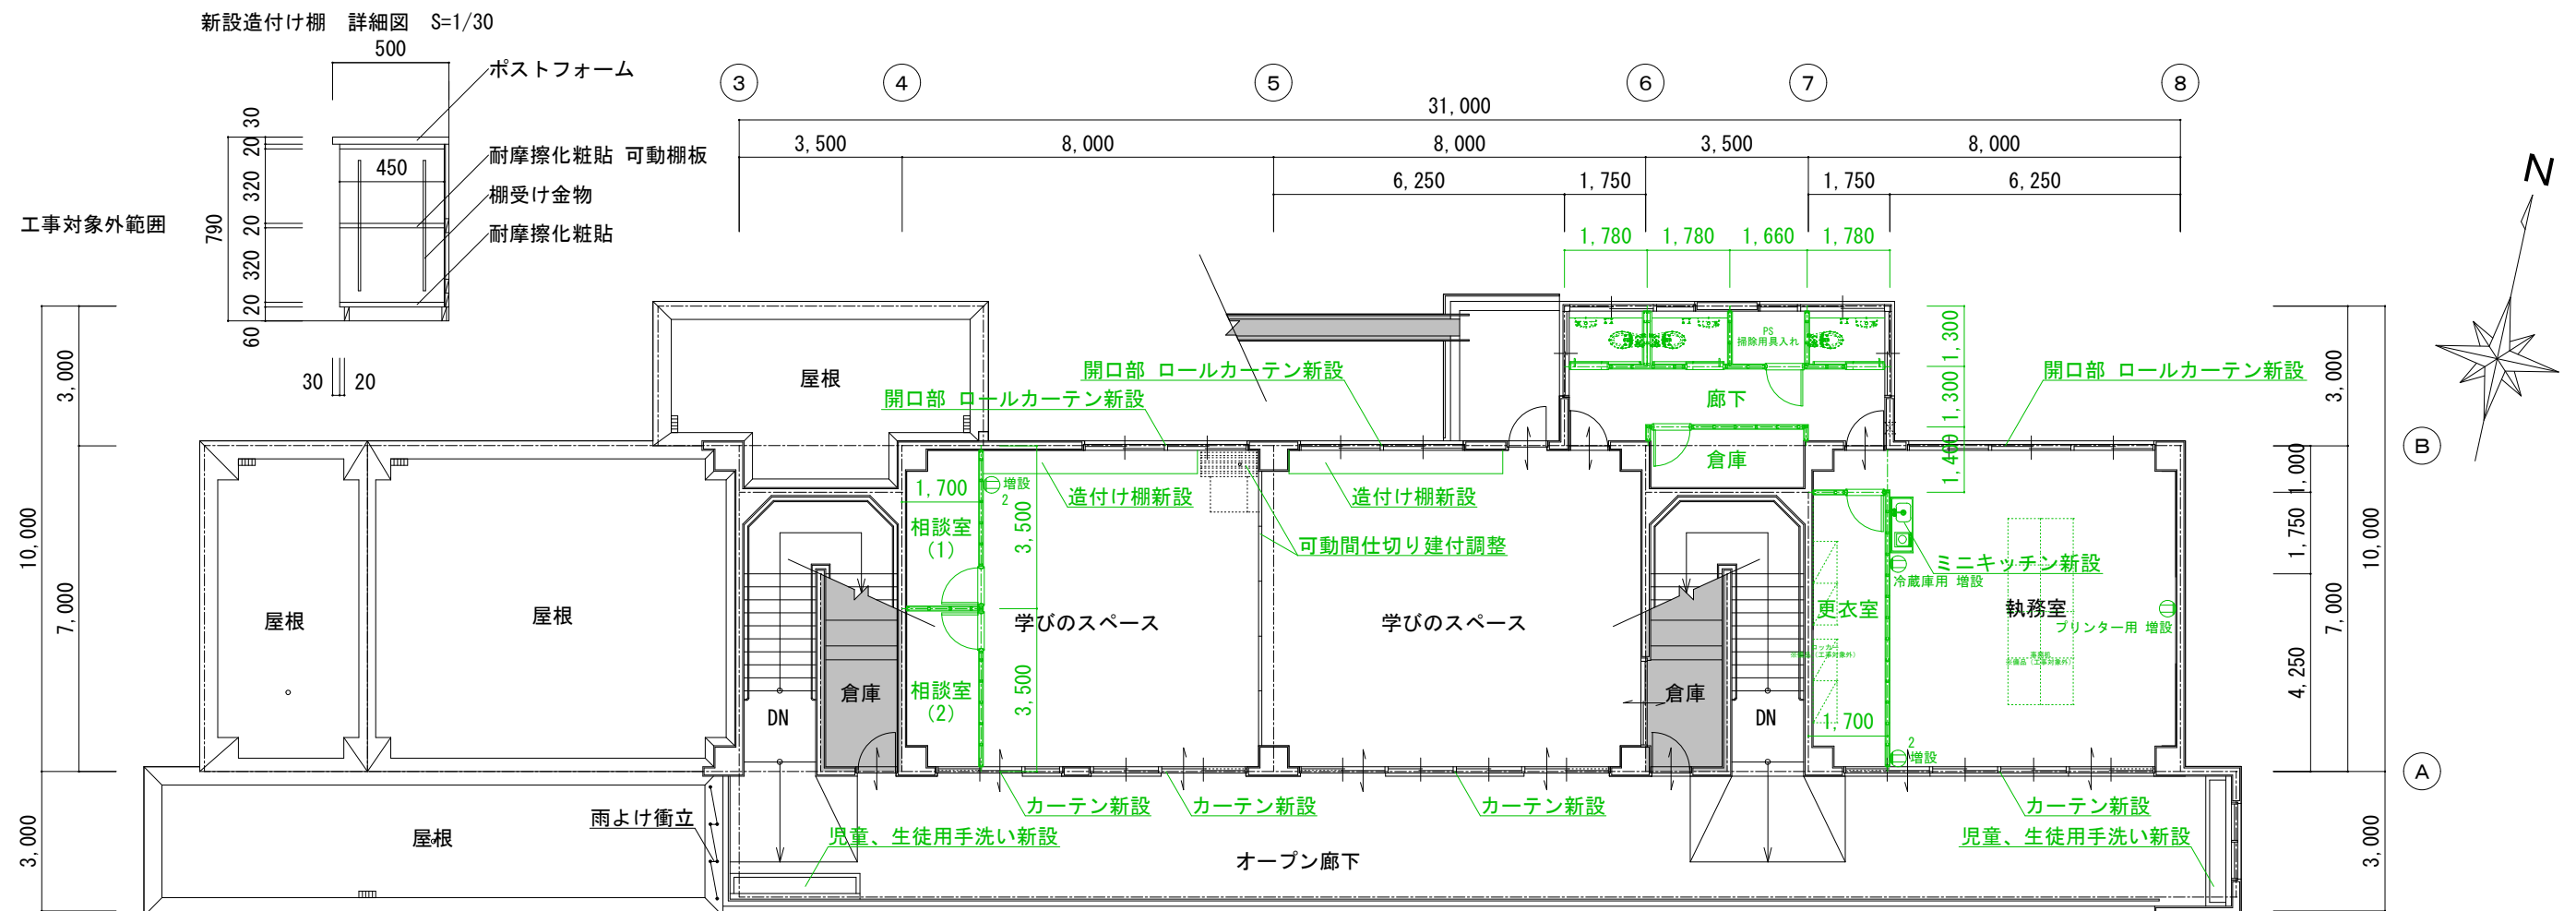 新設造付け棚 詳細図 S=1/30
500
ポストフォーム
耐摩擦化粧貼 可動棚板
棚受け金物
耐摩擦化粧貼
450
30
20
320
20
320
20
60
790
30
20
工事対象外範囲
3
4
5
6
7
8
31,000
3,500
8,000
8,000
3,500
8,000
6,250
1,750
1,750
6,250
1,780
1,780
1,660
1,780
N
3,000
7,000
10,000
3,000
屋根
開口部 ロールカーテン新設
開口部 ロールカーテン新設
PS
掃除用具入れ
廊下
倉庫
1,300
1,300
1,400
開口部 ロールカーテン新設
3,000
1,000
1,750
4,250
7,000
10,000
3,000
B
A
1,700
増設
2
造付け棚新設
造付け棚新設
相談室
(1)
3,500
可動間仕切り建付調整
ミニキッチン新設
冷蔵庫用 増設
屋根
屋根
学びのスペース
学びのスペース
更衣室
執務室
プリンター用 増設
相談室
(2)
3,500
倉庫
倉庫
DN
DN
1,700
2
増設
カーテン新設
カーテン新設
カーテン新設
カーテン新設
雨よけ衝立
屋根
児童、生徒用手洗い新設
児童、生徒用手洗い新設
オープン廊下